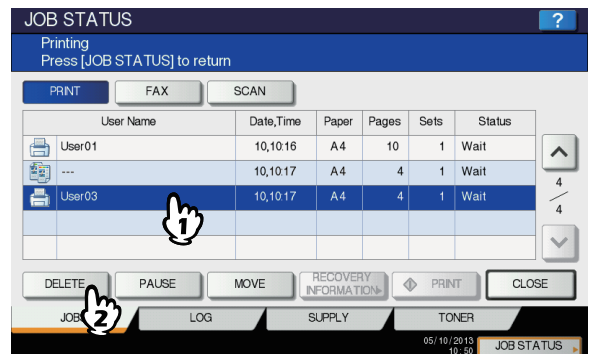 JOB STATUS
?
Printing
Press [JOB STATUS] to return
PRINT FAX SCAN
User Name Date,Time Paper Pages Sets Status
User01 10,10:16 A4 10 1 Wait
--- 10,10:17 A4 4 1 Wait
User03 10,10:17 A4 4 1 Wait
4
4
1
DELETE PAUSE MOVE RECOVERY INFORMATION PRINT CLOSE
2
JOB LOG SUPPLY TONER
05/10/2013
10:50
JOB STATUS